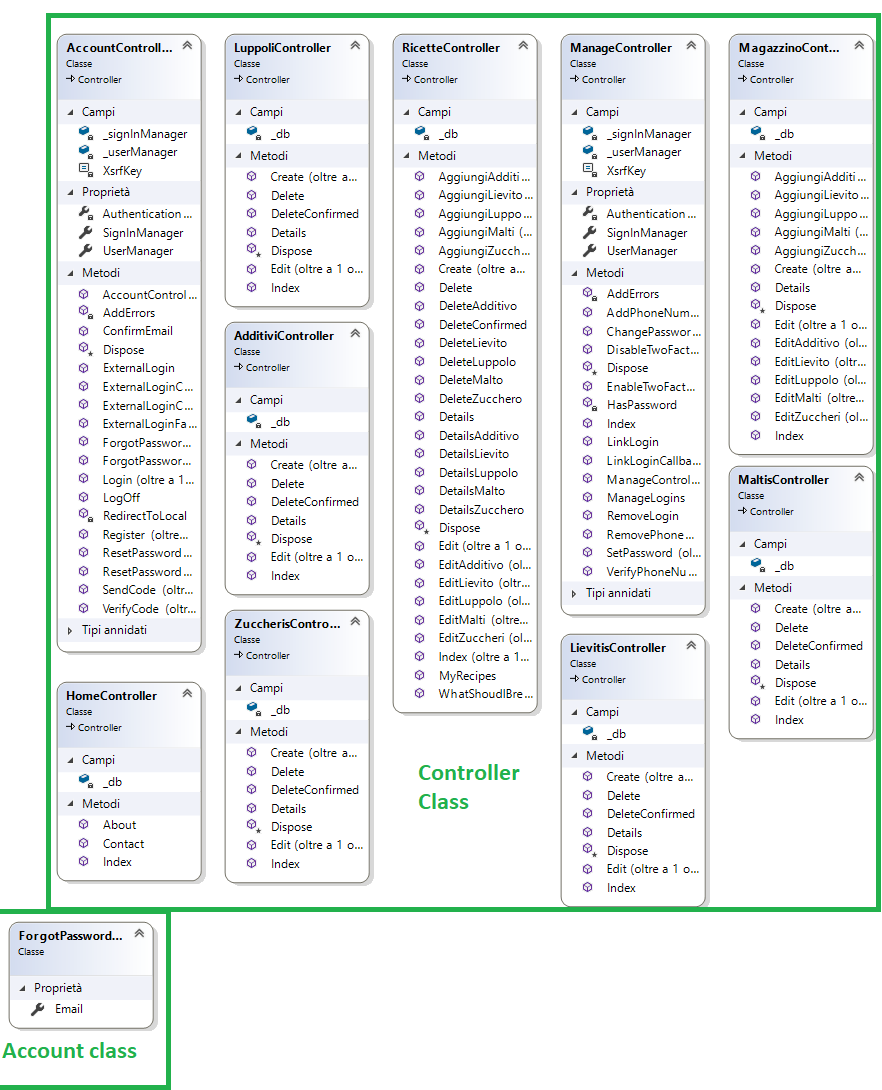 AccountControll...
Classe
Controller
Campi
_signInManager
_userManager
XsrfKey
Proprietà
Authentication ...
SignInManager
UserManager
Metodi
AccountControl...
AddErrors
ConfirmEmail
Dispose
ExternalLogin
ExternalLoginC...
ExternalLoginC...
ExternalLoginFa...
ForgotPasswor...
ForgotPasswor...
Login (oltre a 1...
LogOff
RedirectToLocal
Register (oltre...
ResetPassword...
ResetPassword...
SendCode (oltr...
VerifyCode (oltr...
Tipi annidati
HomeController
Classe
Controller
Campi
_db
Metodi
About
Contact
Index
LuppoliController
Classe
Controller
Campi
_db
Metodi
Create (oltre a...
Delete
DeleteConfirmed
Details
Dispose
Edit (oltre a 1 o...
Index
AdditiviController
Classe
Controller
Campi
_db
Metodi
Create (oltre a...
Delete
DeleteConfirmed
Details
Dispose
Edit (oltre a 1 o...
Index
ZuccherisContro...
Classe
Controller
Campi
_db
Metodi
Create (oltre a...
Delete
DeleteConfirmed
Details
Dispose
Edit (oltre a 1 o...
Index
RicetteController
Classe
Controller
Campi
_db
Metodi
AggiungiAdditi...
AggiungiLievito...
AggiungiLuppo...
AggiungiMalti (...
AggiungiZucch...
Create (oltre a...
Delete
DeleteAdditivo
DeleteConfirmed
DeleteLievito
DeleteLuppolo
DeleteMalto
DeleteZucchero
Details
DetailsAdditivo
DetailsLievito
DetailsLuppolo
DetailsMalto
DetailsZucchero
Dispose
Edit (oltre a 1 o...
EditAdditivo (ol...
EditLievito (oltr...
EditLuppolo (ol...
EditMalti (oltre...
EditZuccheri (ol...
Index (oltre a 1...
MyRecipes
WhatShoudIBre...
Controller
Class
ManageController
Classe
Controller
Campi
_signInManager
_userManager
XsrfKey
Proprietà
Authentication ...
SignInManager
UserManager
Metodi
AddErrors
AddPhoneNum...
ChangePasswor...
DisableTwoFact...
Dispose
EnableTwoFact...
HasPassword
Index
LinkLogin
LinkLoginCallba...
ManageControl...
ManageLogins
RemoveLogin
RemovePhone...
SetPassword (ol...
VerifyPhoneNu...
Tipi annidati
LievitisController
Classe
Controller
Campi
_db
Metodi
Create (oltre a...
Delete
DeleteConfirmed
Details
Dispose
Edit (oltre a 1 o...
Index
MagazzinoCont...
Classe
Controller
Campi
_db
Metodi
AggiungiAdditi...
AggiungiLievito...
AggiungiLuppo...
AggiungiMalti (...
AggiungiZucch...
Create (oltre a...
Details
Dispose
Edit (oltre a 1 o...
EditAdditivo (ol...
EditLievito (oltr...
EditLuppolo (ol...
EditMalti (oltre...
EditZuccheri (ol...
Index
MaltisController
Classe
Controller
Campi
_db
Metodi
Create (oltre a...
Delete
DeleteConfirmed
Details
Dispose
Edit (oltre a 1 o...
Index
ForgotPassword...
Classe
Proprietà
Email
Account class